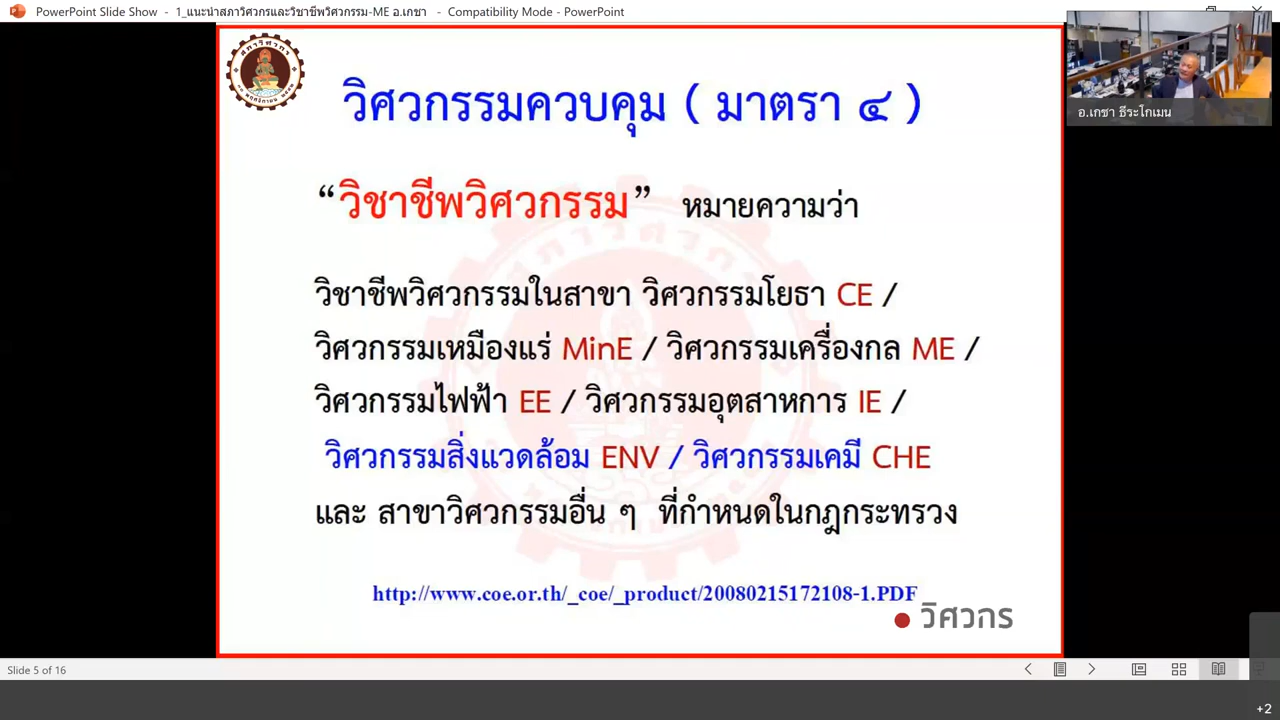 PowerPoint Slide Show - 1_แนะนำสภาวิศวกรและวิชาชีพวิศวกรรม-ME อ.เกชา - Compatibility Mode - PowerPoint
สภาวิศวกร
อ.เกชา ธีระโกเมน
วิศวกรรมควบคุม ( มาตรา ๔ )
“วิชาชีพวิศวกรรม” หมายความว่า
วิชาชีพวิศวกรรมในสาขา วิศวกรรมโยธา CE /
วิศวกรรมเหมืองแร่ MinE / วิศวกรรมเครื่องกล ME /
วิศวกรรมไฟฟ้า EE / วิศวกรรมอุตสาหการ IE /
วิศวกรรมสิ่งแวดล้อม ENV / วิศวกรรมเคมี CHE
และ สาขาวิศวกรรมอื่น ๆ ที่กำหนดในกฎกระทรวง
http://www.coe.or.th/_coe/_product/20080215172108-1.PDF
วิศวกร
Slide 5 of 16
+2